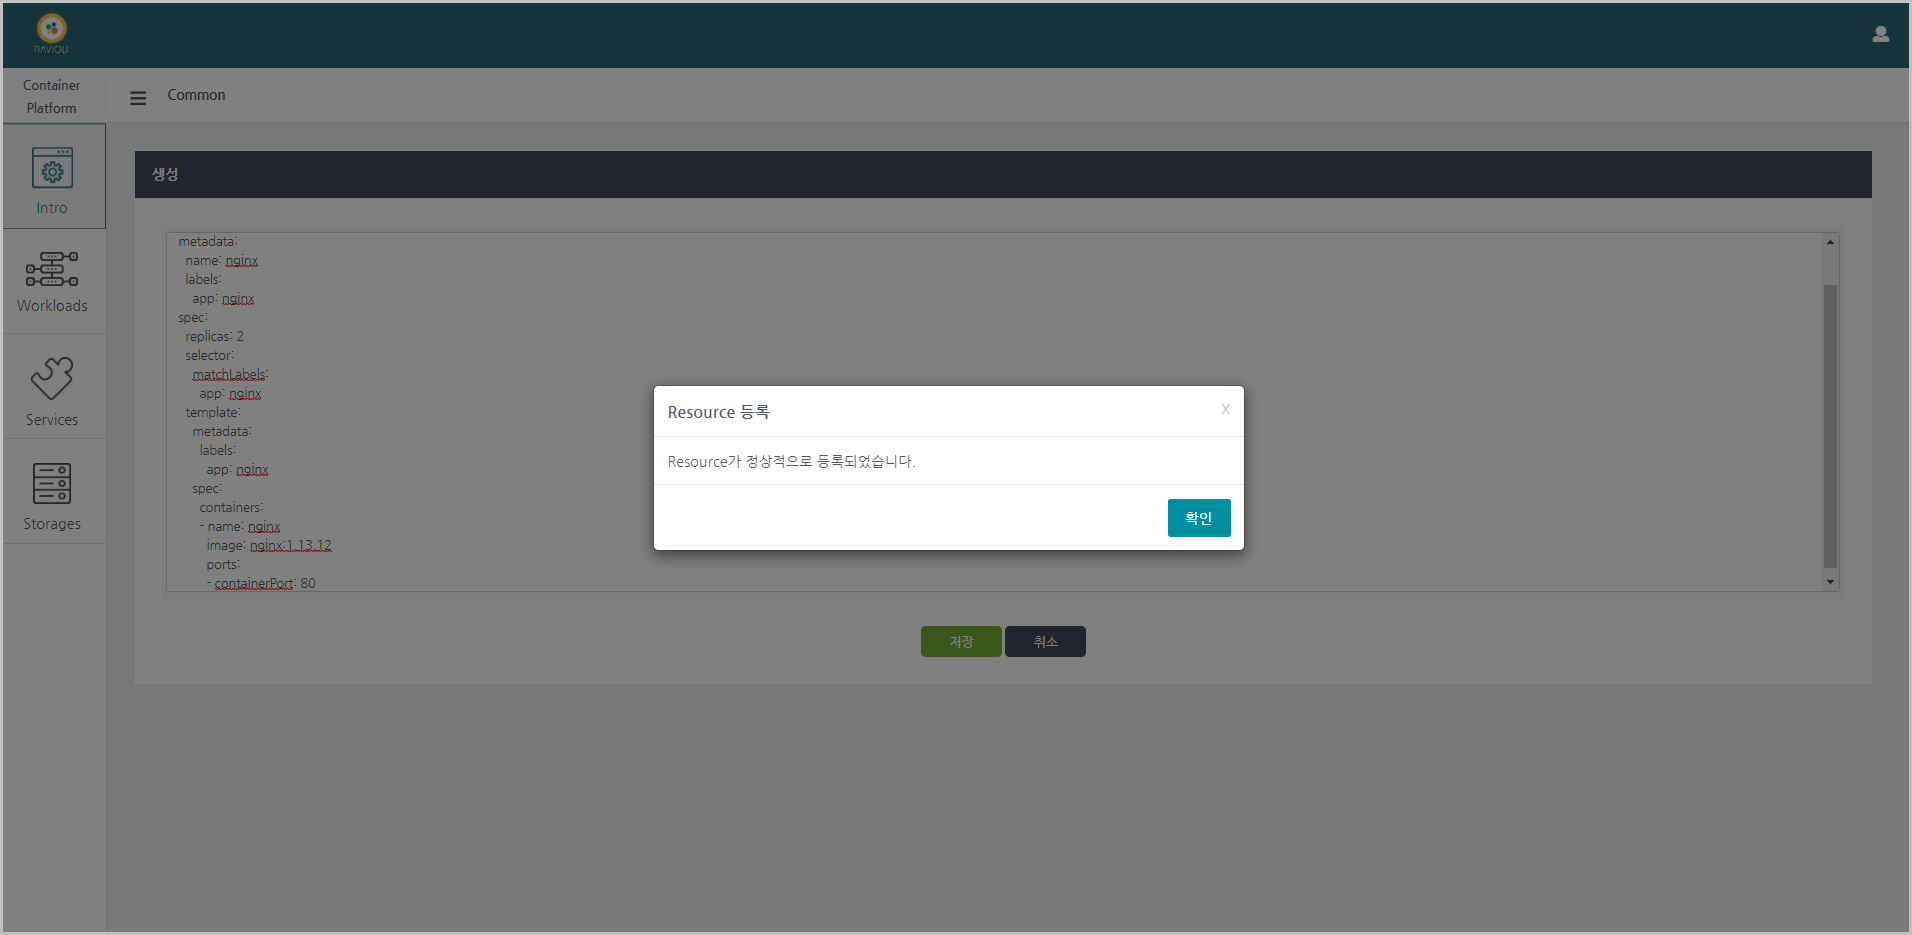 RAVIOLI
Container
Platform
Common
Intro
Workloads
Services
Storages
생성
metadata:
name: nginx
labels:
app: nginx
spec:
replicas: 2
selector:
matchLabels:
app: nginx
template:
metadata:
labels:
app: nginx
spec:
containers:
- name: nginx
image: nginx:1.13.12
ports:
- containerPort: 80
저장 취소
Resource 등록 X
Resource가 정상적으로 등록되었습니다.
확인